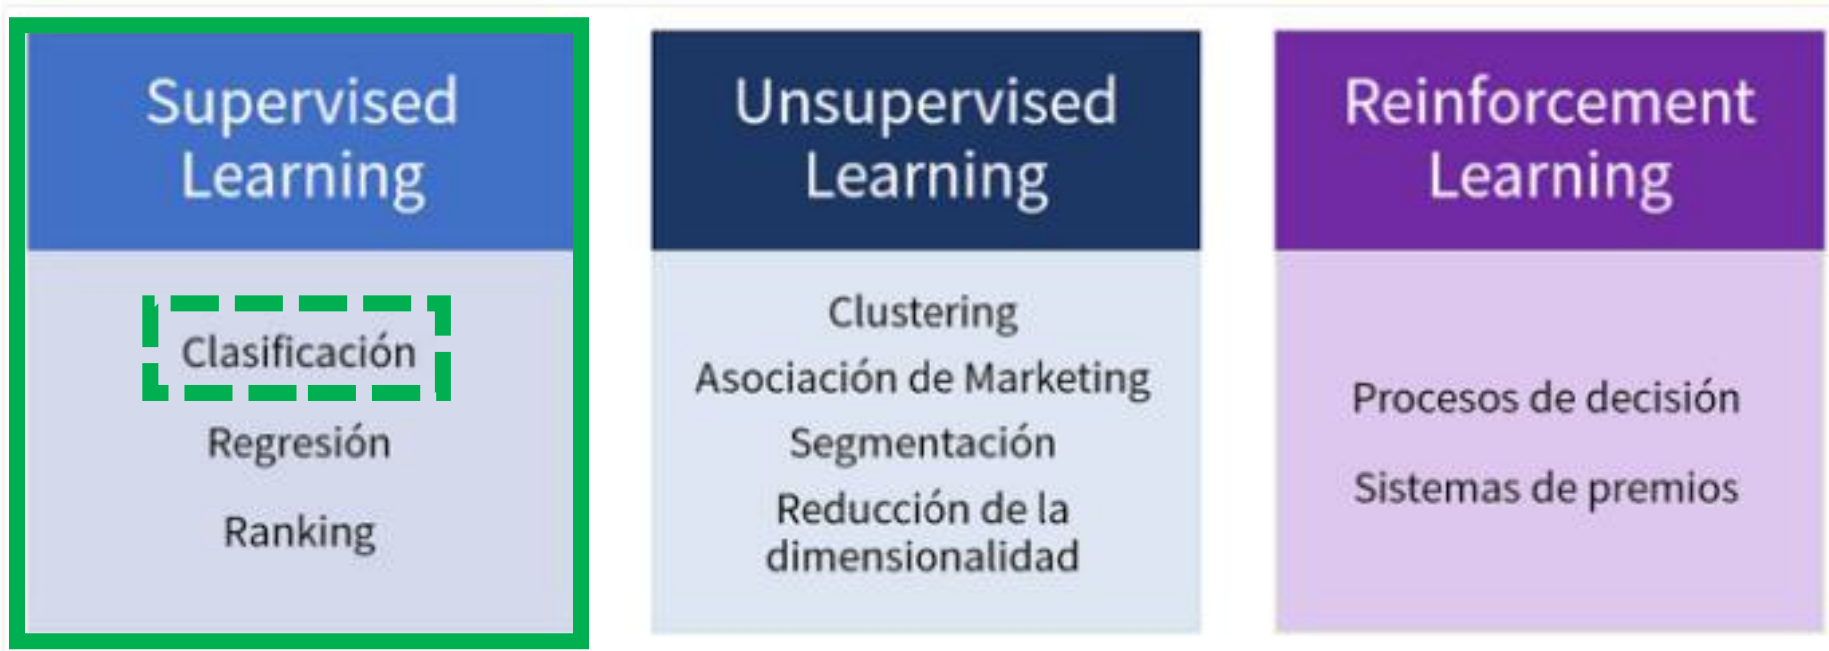 Supervised
Learning
Clasificación
Regresión
Ranking
Unsupervised
Learning
Clustering
Asociación de Marketing
Segmentación
Reducción de la
dimensionalidad
Reinforcement
Learning
Procesos de decisión
Sistemas de premios